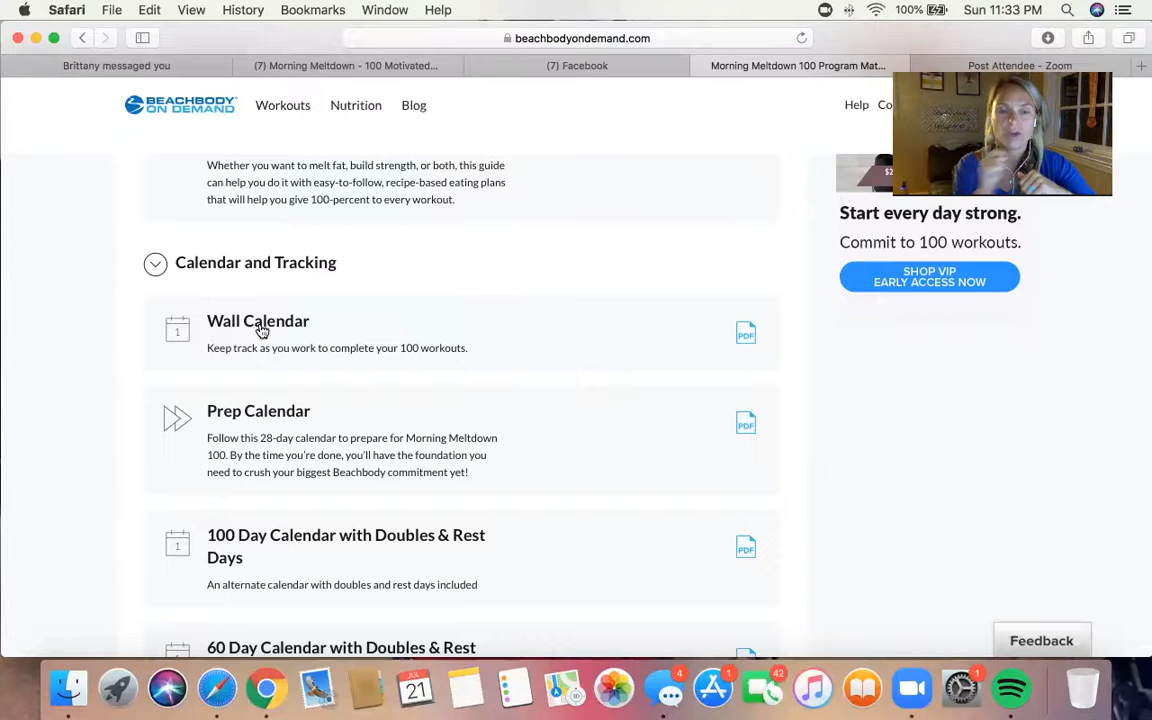 Safari File Edit View History Bookmarks Window Help 100% Sun 11:33 PM
beachbodyondemand.com
Brittany messaged you (7) Morning Meltdown - 100 Motivated... (7) Facebook Morning Meltdown 100 Program Mat... Post Attendee - Zoom
BEACHBODY ON DEMAND Workouts Nutrition Blog Help Co
Whether you want to melt fat, build strength, or both, this guide
can help you do it with easy-to-follow, recipe-based eating plans
that will help you give 100-percent to every workout.
Start every day strong.
Commit to 100 workouts.
SHOP VIP
EARLY ACCESS NOW
Calendar and Tracking
1
Wall Calendar
Keep track as you work to complete your 100 workouts.
PDF
Prep Calendar
Follow this 28-day calendar to prepare for Morning Meltdown
100. By the time you're done, you'll have the foundation you
need to crush your biggest Beachbody commitment yet!
PDF
1
100 Day Calendar with Doubles & Rest
Days
An alternate calendar with doubles and rest days included
PDF
60 Day Calendar with Doubles & Rest
Feedback
JUL
21
4
1
42
1